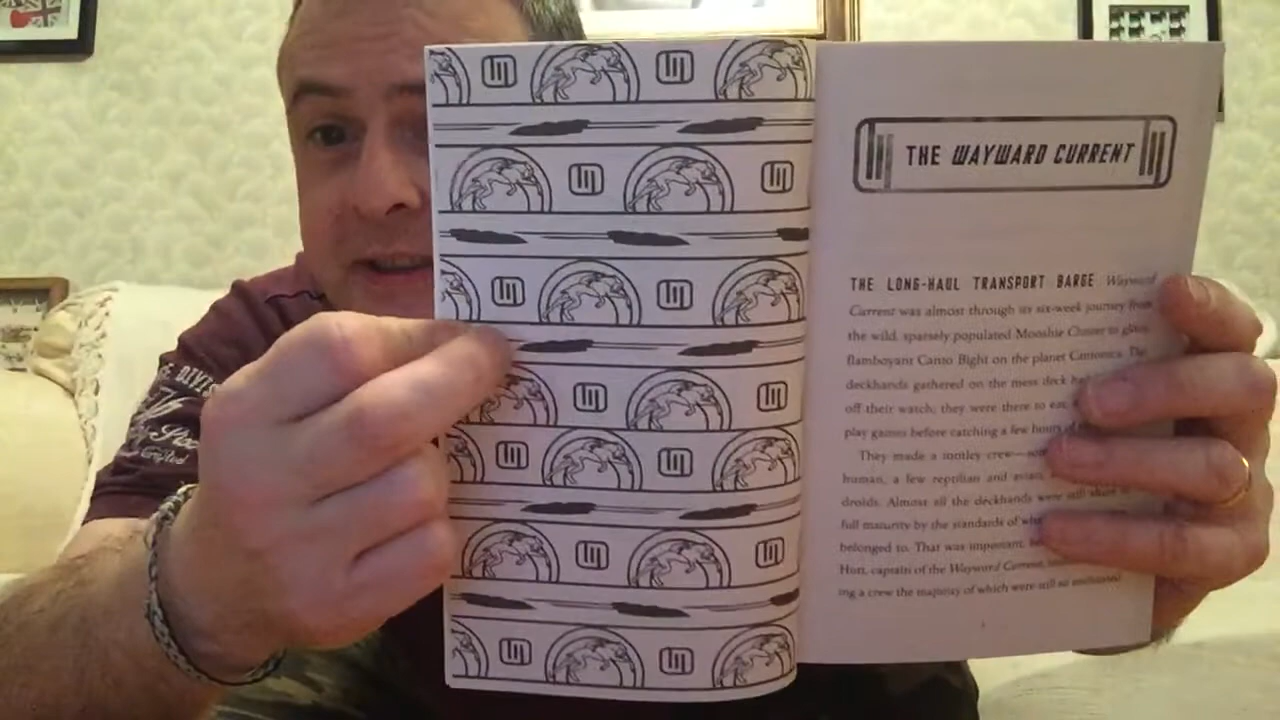 THE WAYWARD CURRENT
THE LONG-HAUL TRANSPORT BARGE Wayward
Current was almost through its six-week journey from
the wild, sparsely populated Mooshie Cluster to glitzy,
flamboyant Canto Bight on the planet Cantonica. The
deckhands gathered on the mess deck
off their watch; they were there to eat,
play games before catching a few hours of
They made a motley crew—
human, a few reptilian and avian,
droids. Almost all the deckhands were still short of
full maturity by the standards of
belonged to. That was important,
Hutt, captain of the Wayward Current,
ing a crew the majority of which were still so
E DIVIS